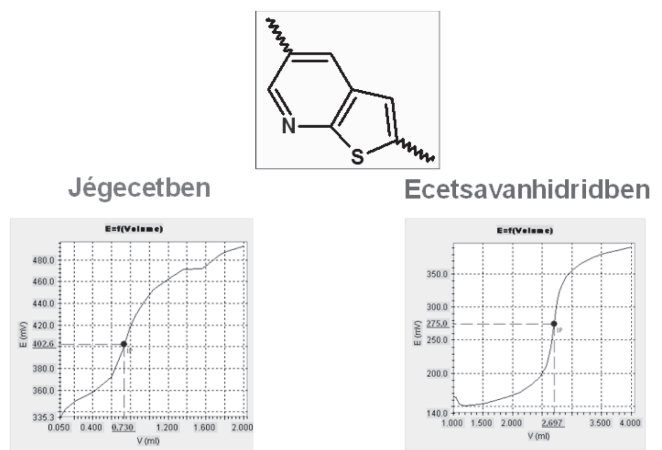 N
S
Jégecetben
Ecetsavanhidridben
E=f(Volume)
480.0
460.0
440.0
420.0
402.6
380.0
360.0
335.3
E (mV)
0.050
0.400
0.730
1.200
1.600
2.000
V (ml)
E=f(Volume)
350.0
300.0
275.0
200.0
140.0
E (mV)
1.000
1.500
2.000
2.697
3.500
4.000
V (ml)